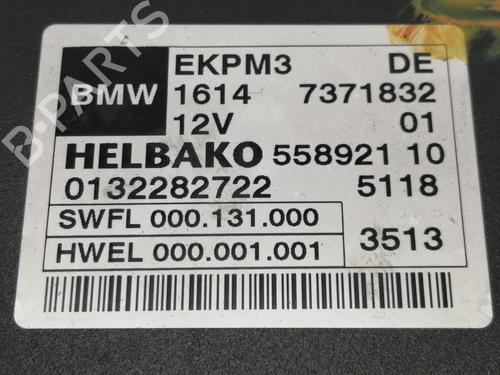 EKPM3 DE
BMW 1614 7371832
12V 01
HELBAKO 558921 10
0132282722 5118
SWFL 000.131.000
HWEL 000.001.001 3513
B-PARTS